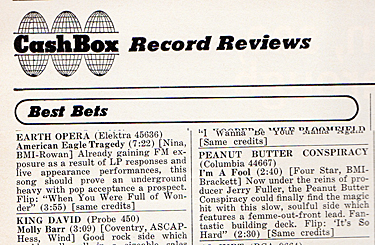 CashBox Record Reviews
Best Bets
EARTH OPERA (Elektra 45636)
American Eagle Tragedy (7:22) [Nina,
BMI-Rowan] Already gaining FM ex-
posure as a result of LP responses and
live appearance performances, this
song should prove an underground
heavy with pop acceptance a prospect.
Flip: "When You Were Full of Won-
der" (3:55) [same credits]
KING DAVID (Probe 450)
Molly Barr (3:09) [Coventry, ASCAP-
Hess, Wind] Good rock side which
"I Wanna Be Your
[Same credits]
PEANUT BUTTER CONSPIRACY
(Columbia 44667)
I'm A Fool (2:40) [Four Star, BMI-
Brackett] Now under the reins of pro-
ducer Jerry Fuller, the Peanut Butter
Conspiracy could finally find the magic
hit with this slow, soulful side which
features a femme-out-front lead. Fan-
tastic building deck. Flip: "It's So
Hard" (2:30) [Same credits]